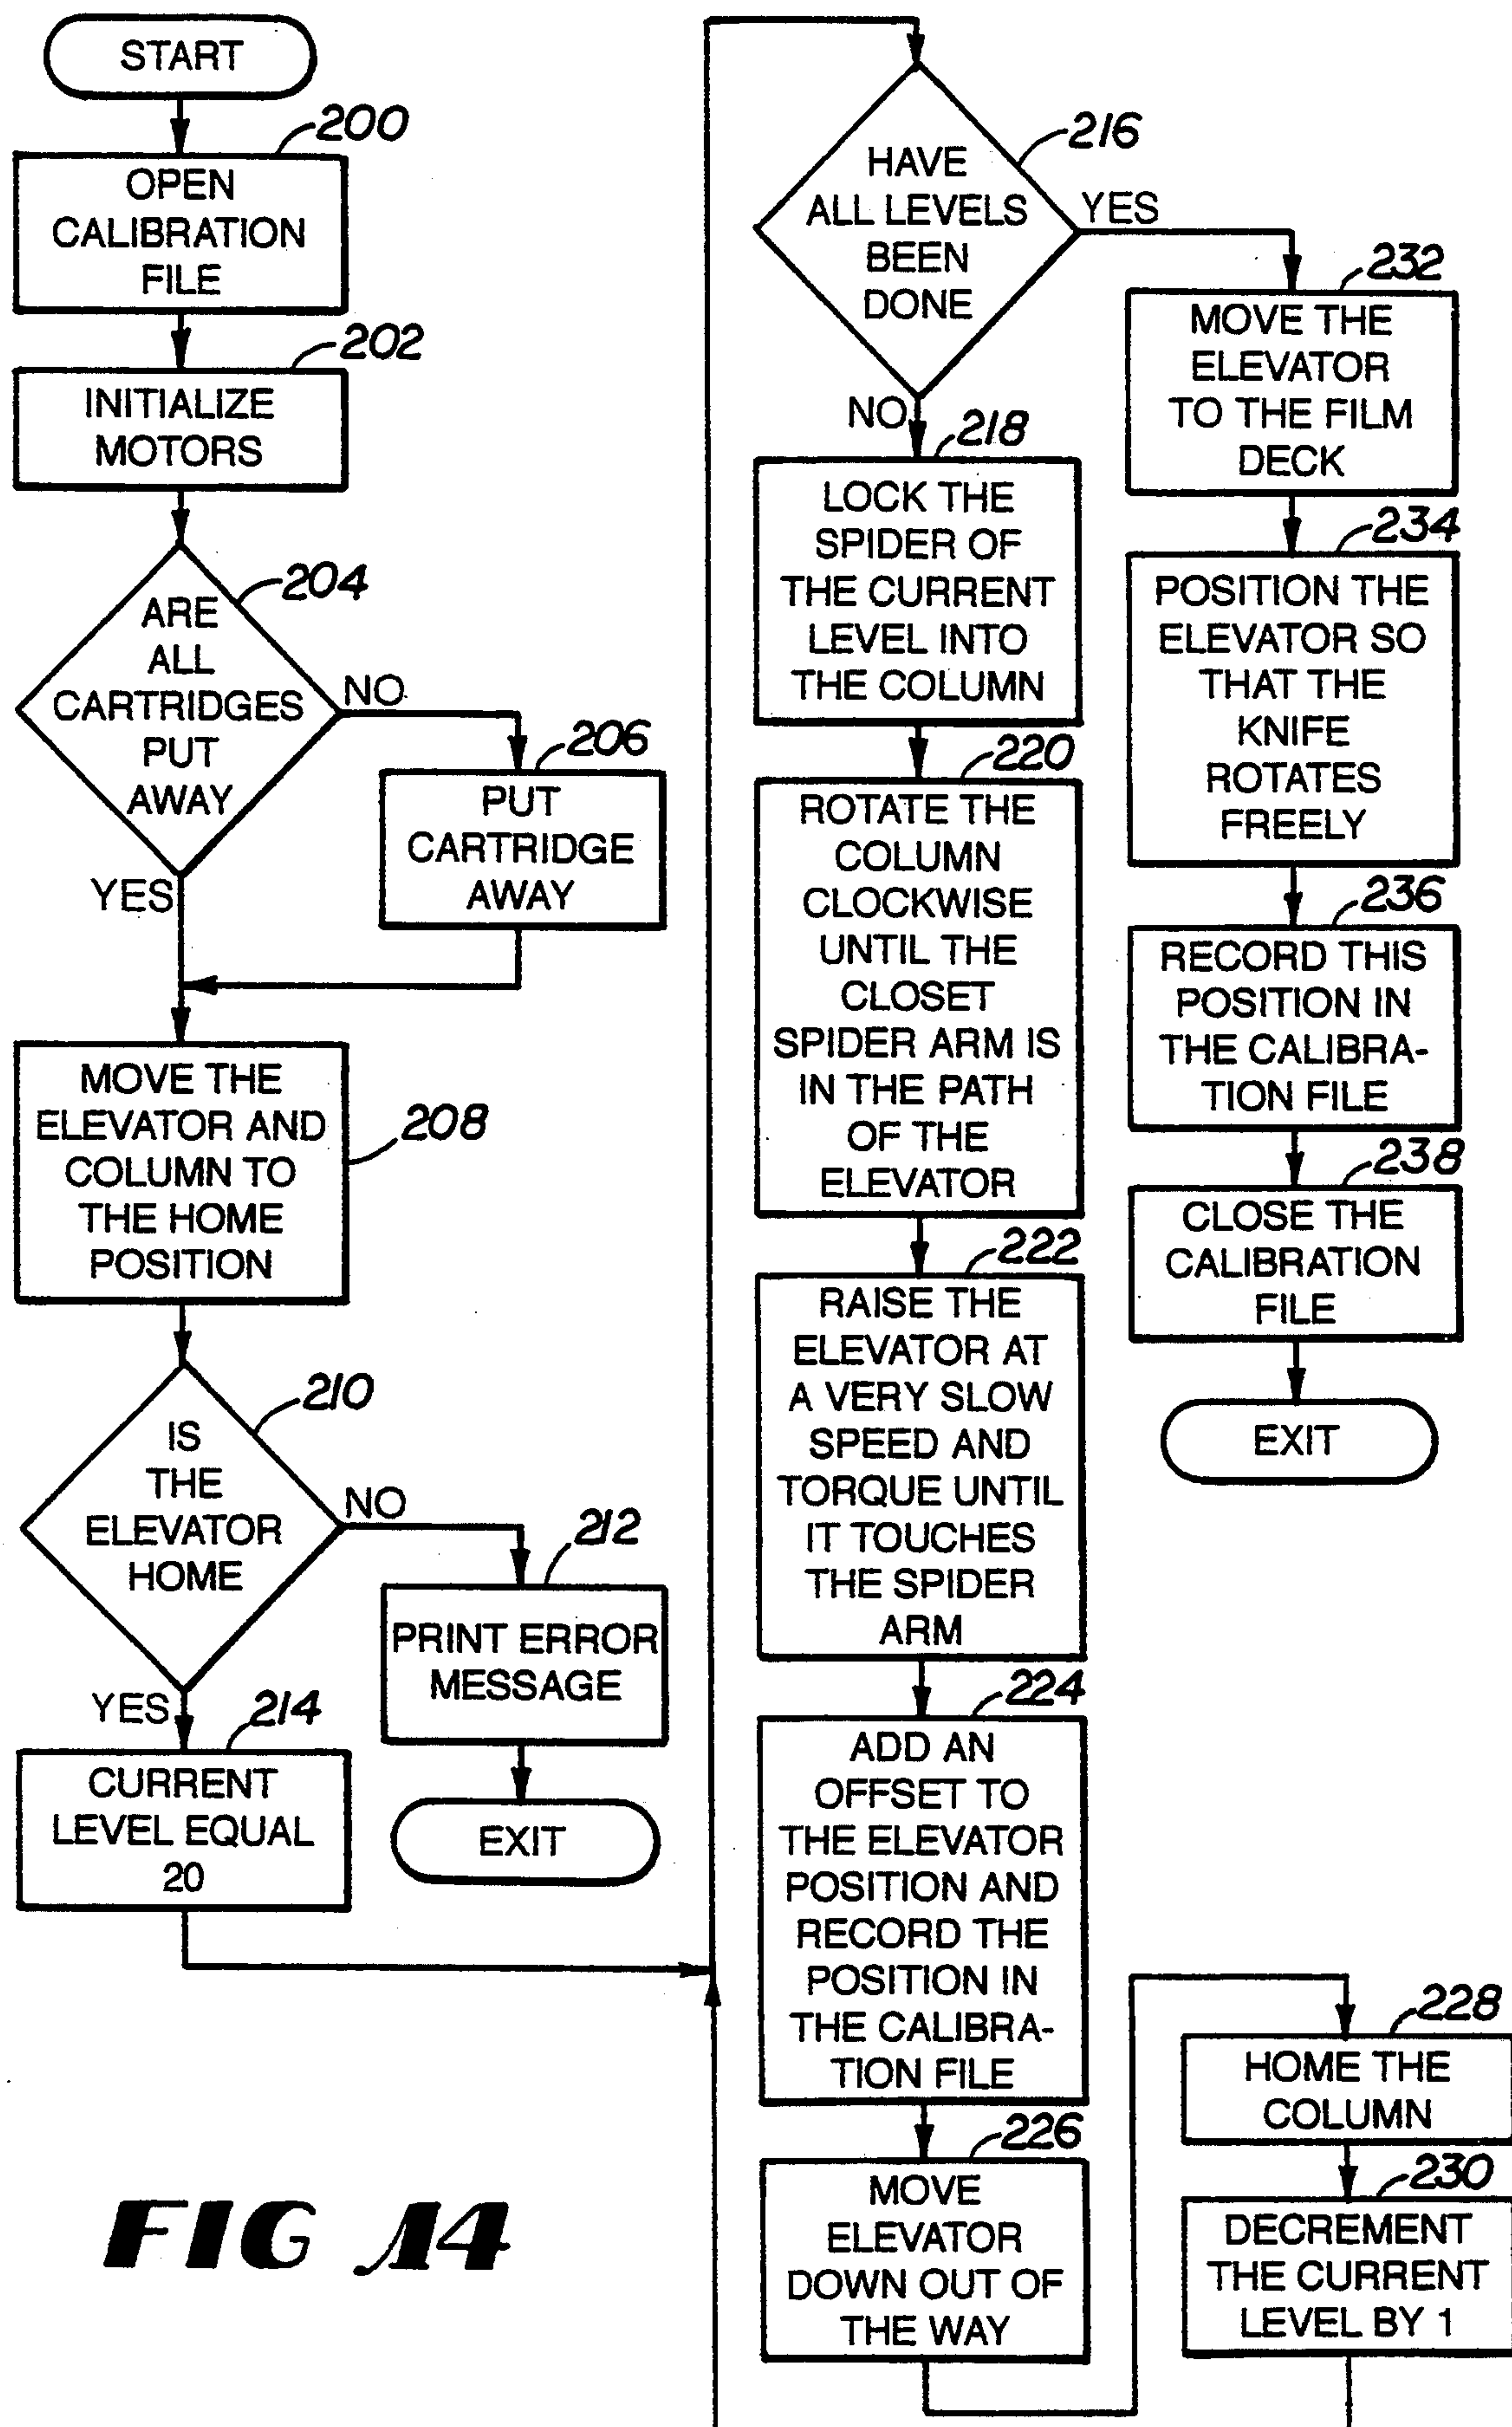 START
200
OPEN
CALIBRATION
FILE
202
INITIALIZE
MOTORS
204
ARE
ALL
CARTRIDGES
PUT
AWAY
NO
YES
206
PUT
CARTRIDGE
AWAY
208
MOVE THE
ELEVATOR AND
COLUMN TO
THE HOME
POSITION
210
IS
THE
ELEVATOR
HOME
NO
YES
212
PRINT ERROR
MESSAGE
EXIT
214
CURRENT
LEVEL EQUAL
20
216
HAVE
ALL LEVELS
BEEN
DONE
YES
NO
218
LOCK THE
SPIDER OF
THE CURRENT
LEVEL INTO
THE COLUMN
220
ROTATE THE
COLUMN
CLOCKWISE
UNTIL THE
CLOSET
SPIDER ARM IS
IN THE PATH
OF THE
ELEVATOR
222
RAISE THE
ELEVATOR AT
A VERY SLOW
SPEED AND
TORQUE UNTIL
IT TOUCHES
THE SPIDER
ARM
224
ADD AN
OFFSET TO
THE ELEVATOR
POSITION AND
RECORD THE
POSITION IN
THE CALIBRA-
TION FILE
226
MOVE
ELEVATOR
DOWN OUT OF
THE WAY
228
HOME THE
COLUMN
230
DECREMENT
THE CURRENT
LEVEL BY 1
232
MOVE THE
ELEVATOR
TO THE FILM
DECK
234
POSITION THE
ELEVATOR SO
THAT THE
KNIFE
ROTATES
FREELY
236
RECORD THIS
POSITION IN
THE CALIBRA-
TION FILE
238
CLOSE THE
CALIBRATION
FILE
EXIT
FIG 14